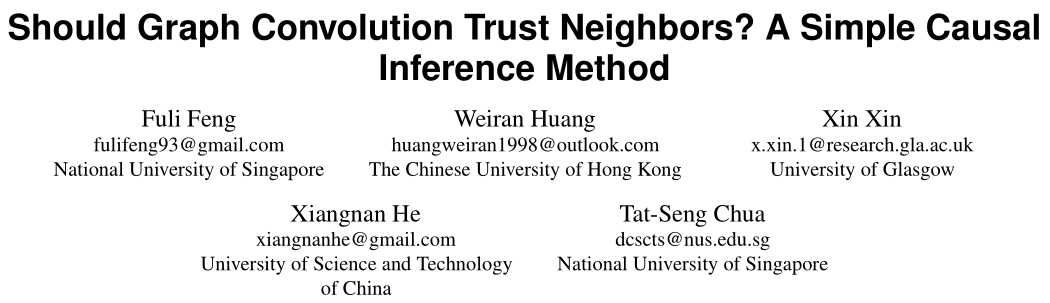 Should Graph Convolution Trust Neighbors? A Simple Causal
Inference Method
Fuli Feng
fulifeng93@gmail.com
National University of Singapore
Weiran Huang
huangweiran1998@outlook.com
The Chinese University of Hong Kong
Xin Xin
x.xin.1@research.gla.ac.uk
University of Glasgow
Xiangnan He
xiangnanhe@gmail.com
University of Science and Technology
of China
Tat-Seng Chua
dcscts@nus.edu.sg
National University of Singapore